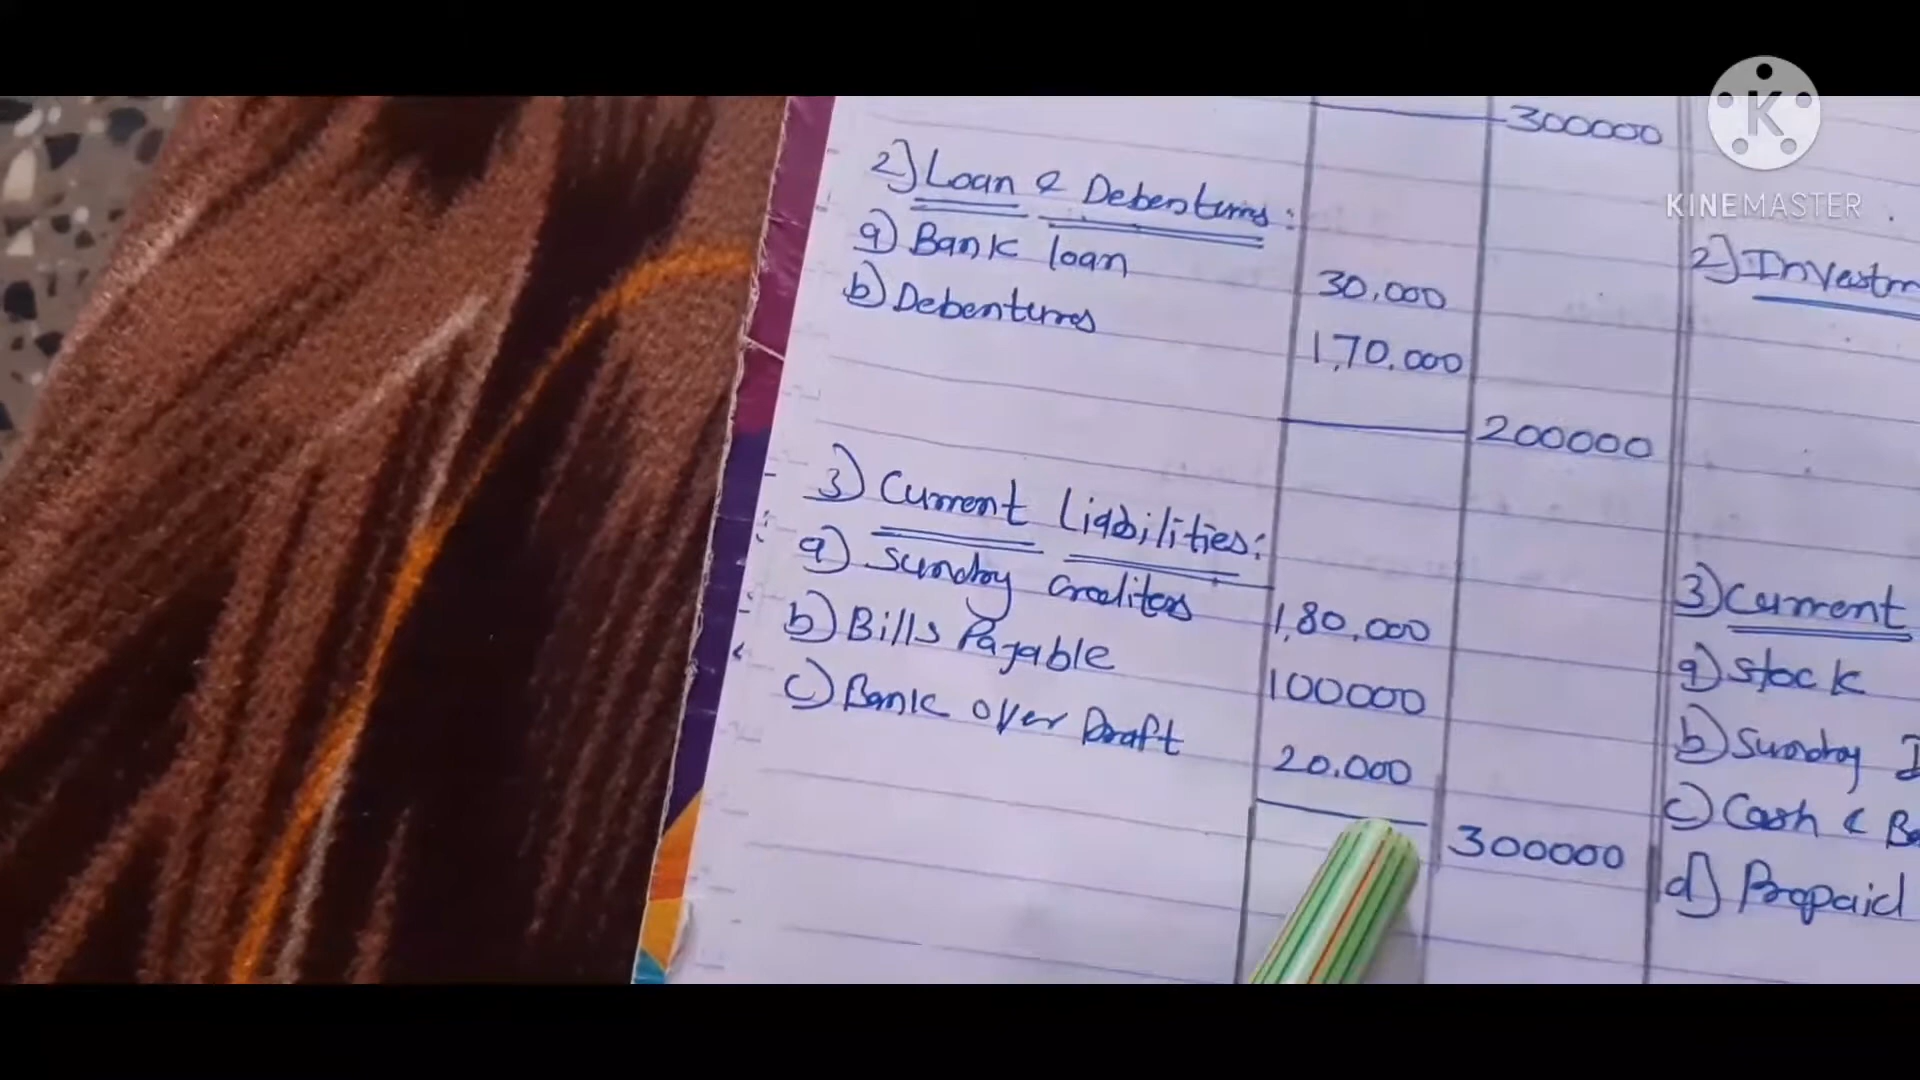 K
KINEMASTER
300000
2) Loan & Debentures:
a) Bank loan 30,000
b) Debentures 1,70,000
200000
3) Current Liabilities:
a) Sundry Creditors 1,80,000
b) Bills Payable 100000
c) Bank over Draft 20,000
300000
2) Investm
3) Current
a) Stock
b) Sundry
c) Cash &
d) Prepaid